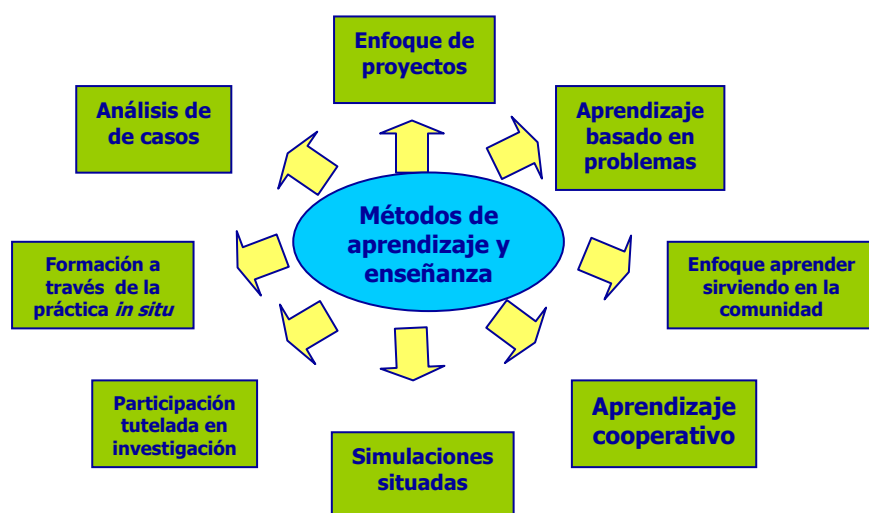 Enfoque de
proyectos
Análisis de
de casos
Aprendizaje
basado en
problemas
Métodos de
aprendizaje y
enseñanza
Formación a
través de la
práctica in situ
Enfoque aprender
sirviendo en la
comunidad
Participación
tutelada en
investigación
Simulaciones
situadas
Aprendizaje
cooperativo